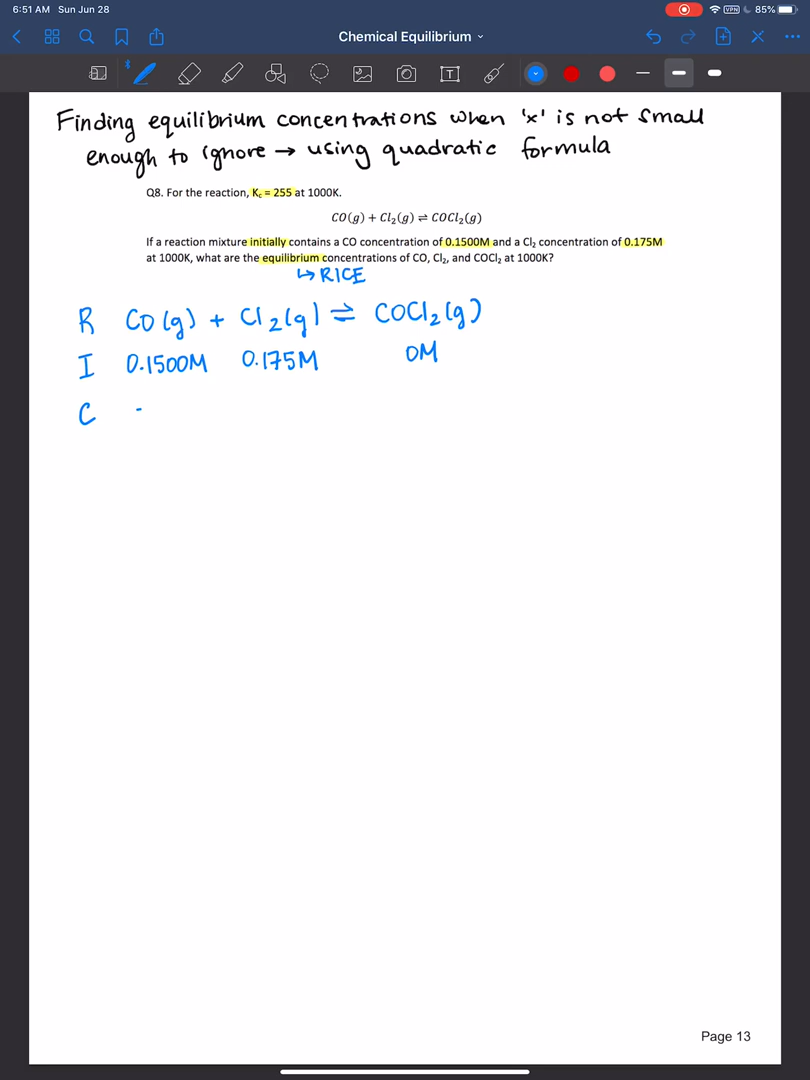 6:51 AM Sun Jun 28 VPN 85%
Chemical Equilibrium
T
Finding equilibrium concentrations when 'x' is not small
enough to ignore → using quadratic formula
Q8. For the reaction, Kc = 255 at 1000K.
CO(g) + Cl₂(g) ⇌ COCl₂(g)
If a reaction mixture initially contains a CO concentration of 0.1500M and a Cl₂ concentration of 0.175M
at 1000K, what are the equilibrium concentrations of CO, Cl₂, and COCl₂ at 1000K?
↳ RICE
R CO(g) + Cl₂(g) ⇌ COCl₂(g)
I 0.1500M 0.175M 0M
C -
Page 13